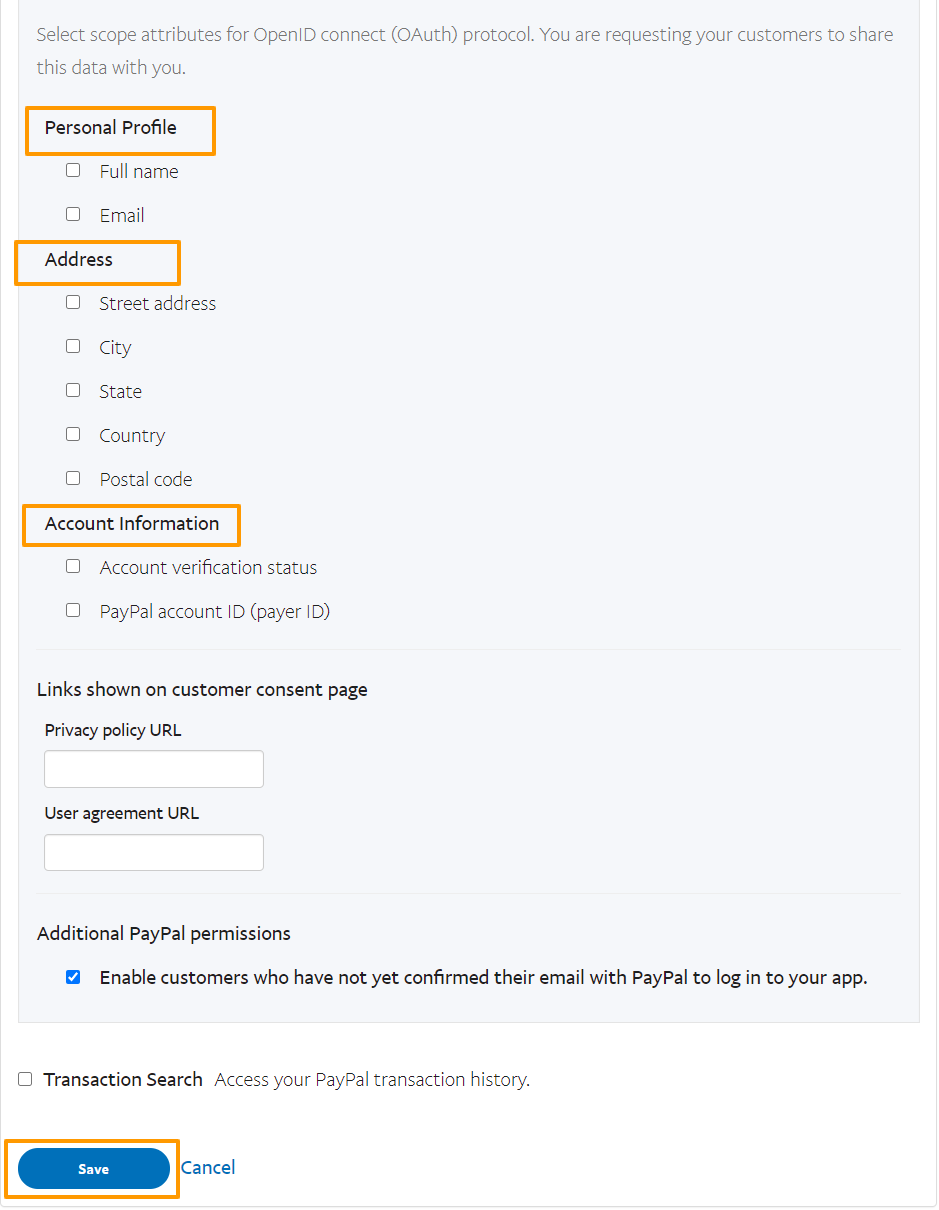 Select scope attributes for OpenID connect (OAuth) protocol. You are requesting your customers to share
this data with you.
Personal Profile
Full name
Email
Address
Street address
City
State
Country
Postal code
Account Information
Account verification status
PayPal account ID (payer ID)
Links shown on customer consent page
Privacy policy URL
User agreement URL
Additional PayPal permissions
Enable customers who have not yet confirmed their email with PayPal to log in to your app.
Transaction Search Access your PayPal transaction history.
Save Cancel